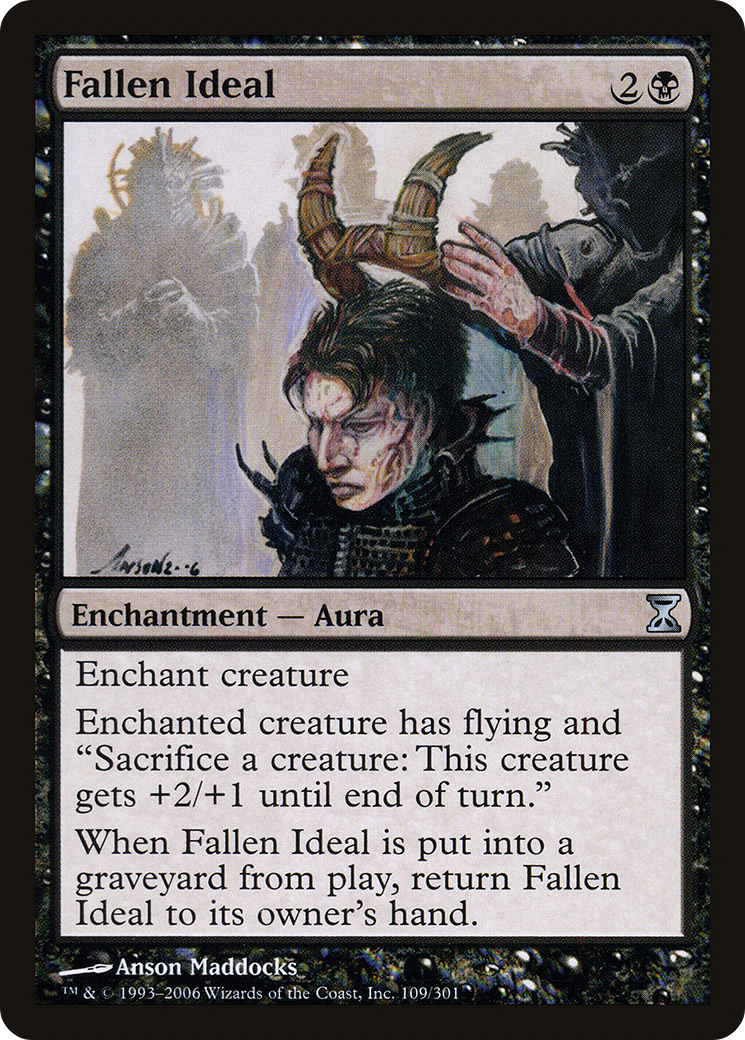 Fallen Ideal 2
Enchantment — Aura
Enchant creature
Enchanted creature has flying and
“Sacrifice a creature: This creature
gets +2/+1 until end of turn.”
When Fallen Ideal is put into a
graveyard from play, return Fallen
Ideal to its owner’s hand.
Anson Maddocks
™ & © 1993–2006 Wizards of the Coast, Inc. 109/301